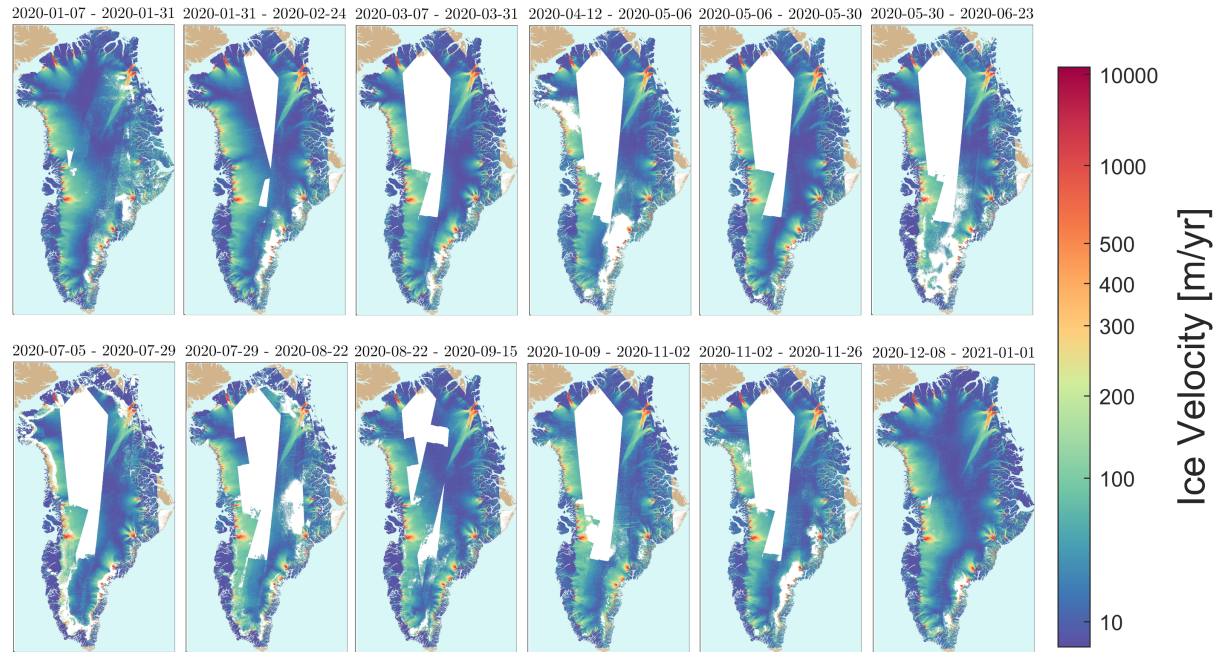 2020-01-07 - 2020-01-31
2020-01-31 - 2020-02-24
2020-03-07 - 2020-03-31
2020-04-12 - 2020-05-06
2020-05-06 - 2020-05-30
2020-05-30 - 2020-06-23
2020-07-05 - 2020-07-29
2020-07-29 - 2020-08-22
2020-08-22 - 2020-09-15
2020-10-09 - 2020-11-02
2020-11-02 - 2020-11-26
2020-12-08 - 2021-01-01
10000
1000
500
400
300
200
100
10
Ice Velocity [m/yr]